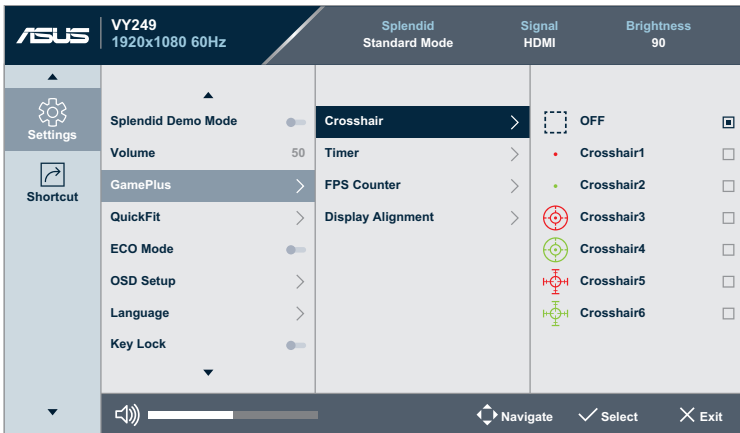 ASUS
VY249
1920x1080 60Hz
Splendid
Standard Mode
Signal
HDMI
Brightness
90
Settings
Shortcut
Splendid Demo Mode
Volume 50
GamePlus
QuickFit
ECO Mode
OSD Setup
Language
Key Lock
Crosshair
Timer
FPS Counter
Display Alignment
OFF
Crosshair1
Crosshair2
Crosshair3
Crosshair4
Crosshair5
Crosshair6
Navigate Select Exit